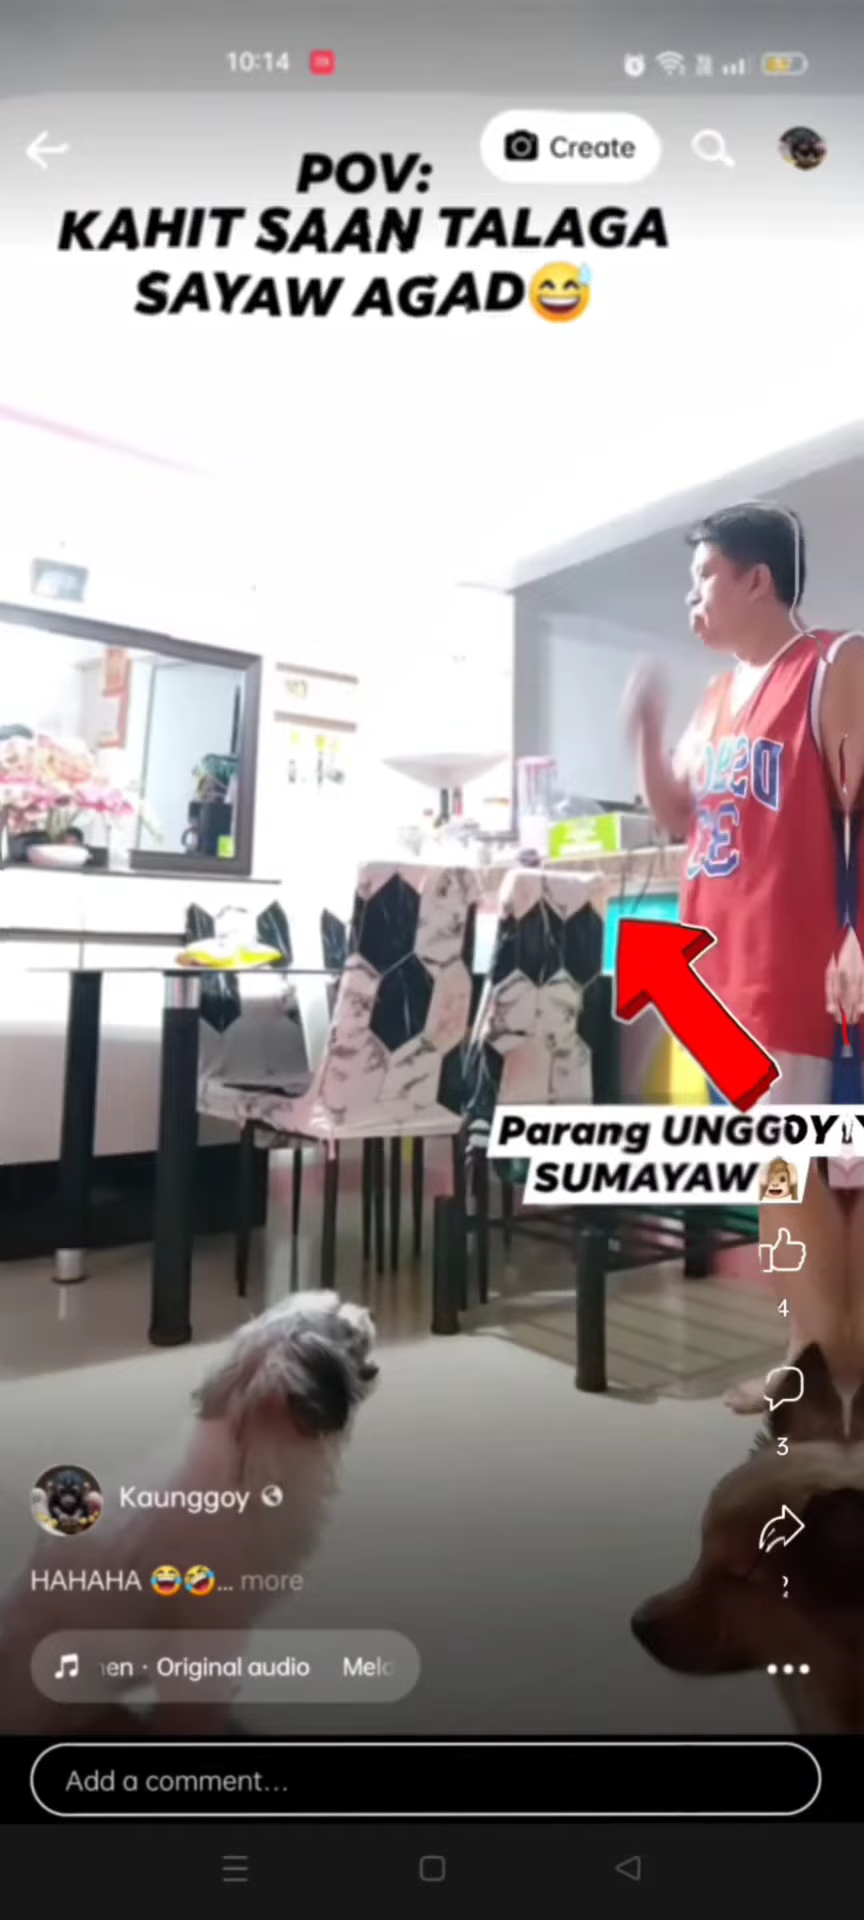 10:14
Create
POV:
KAHIT SAAN TALAGA
SAYAW AGAD😅
Parang UNGGOY
SUMAYAW
4
3
Kaunggoy
HAHAHA 😂🤣... more
nen · Original audio
Add a comment...